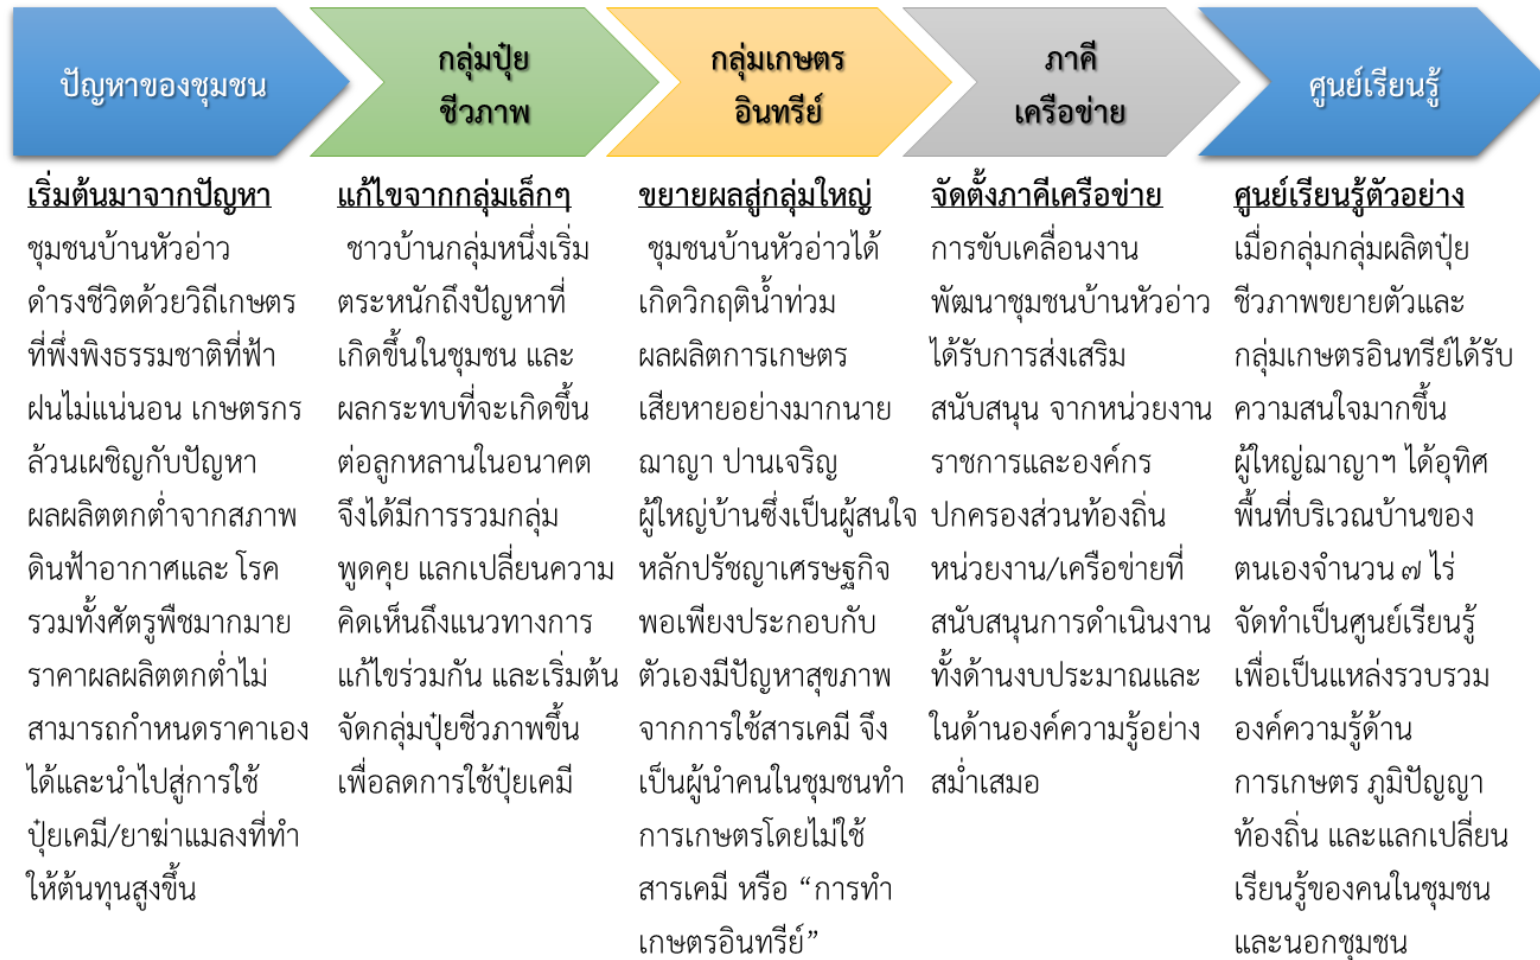 ปัญหาของชุมชน
กลุ่มปุ๋ย
ชีวภาพ
กลุ่มเกษตร
อินทรีย์
ภาคี
เครือข่าย
ศูนย์เรียนรู้
เริ่มต้นมาจากปัญหา
ชุมชนบ้านหัวอ่าว
ดำรงชีวิตด้วยวิถีเกษตร
ที่พึ่งพิงธรรมชาติที่ฟ้า
ฝนไม่แน่นอน เกษตรกร
ล้วนเผชิญกับปัญหา
ผลผลิตตกต่ำจากสภาพ
ดินฟ้าอากาศและ โรค
รวมทั้งศัตรูพืชมากมาย
ราคาผลผลิตตกต่ำไม่
สามารถกำหนดราคาเอง
ได้และนำไปสู่การใช้
ปุ๋ยเคมี/ยาฆ่าแมลงที่ทำ
ให้ต้นทุนสูงขึ้น
แก้ไขจากกลุ่มเล็กๆ
ชาวบ้านกลุ่มหนึ่งเริ่ม
ตระหนักถึงปัญหาที่
เกิดขึ้นในชุมชน และ
ผลกระทบที่จะเกิดขึ้น
ต่อลูกหลานในอนาคต
จึงได้มีการรวมกลุ่ม
พูดคุย แลกเปลี่ยนความ
คิดเห็นถึงแนวทางการ
แก้ไขร่วมกัน และเริ่มต้น
จัดกลุ่มปุ๋ยชีวภาพขึ้น
เพื่อลดการใช้ปุ๋ยเคมี
ขยายผลสู่กลุ่มใหญ่
ชุมชนบ้านหัวอ่าวได้
เกิดวิกฤติน้ำท่วม
ผลผลิตการเกษตร
เสียหายอย่างมากนาย
ฌาญา ปานเจริญ
ผู้ใหญ่บ้านซึ่งเป็นผู้สนใจ
หลักปรัชญาเศรษฐกิจ
พอเพียงประกอบกับ
ตัวเองมีปัญหาสุขภาพ
จากการใช้สารเคมี จึง
เป็นผู้นำคนในชุมชนทำ
การเกษตรโดยไม่ใช้
สารเคมี หรือ “การทำ
เกษตรอินทรีย์”
จัดตั้งภาคีเครือข่าย
การขับเคลื่อนงาน
พัฒนาชุมชนบ้านหัวอ่าว
ได้รับการส่งเสริม
สนับสนุน จากหน่วยงาน
ราชการและองค์กร
ปกครองส่วนท้องถิ่น
หน่วยงาน/เครือข่ายที่
สนับสนุนการดำเนินงาน
ทั้งด้านงบประมาณและ
ในด้านองค์ความรู้อย่าง
สม่ำเสมอ
ศูนย์เรียนรู้ตัวอย่าง
เมื่อกลุ่มกลุ่มผลิตปุ๋ย
ชีวภาพขยายตัวและ
กลุ่มเกษตรอินทรีย์ได้รับ
ความสนใจมากขึ้น
ผู้ใหญ่ฌาญาฯ ได้อุทิศ
พื้นที่บริเวณบ้านของ
ตนเองจำนวน ๗ ไร่
จัดทำเป็นศูนย์เรียนรู้
เพื่อเป็นแหล่งรวบรวม
องค์ความรู้ด้าน
การเกษตร ภูมิปัญญา
ท้องถิ่น และแลกเปลี่ยน
เรียนรู้ของคนในชุมชน
และนอกชุมชน